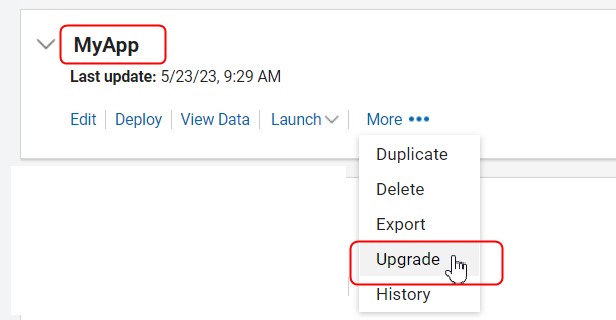 MyApp
Last update: 5/23/23, 9:29 AM
Edit Deploy View Data Launch More •••
Duplicate
Delete
Export
Upgrade
History